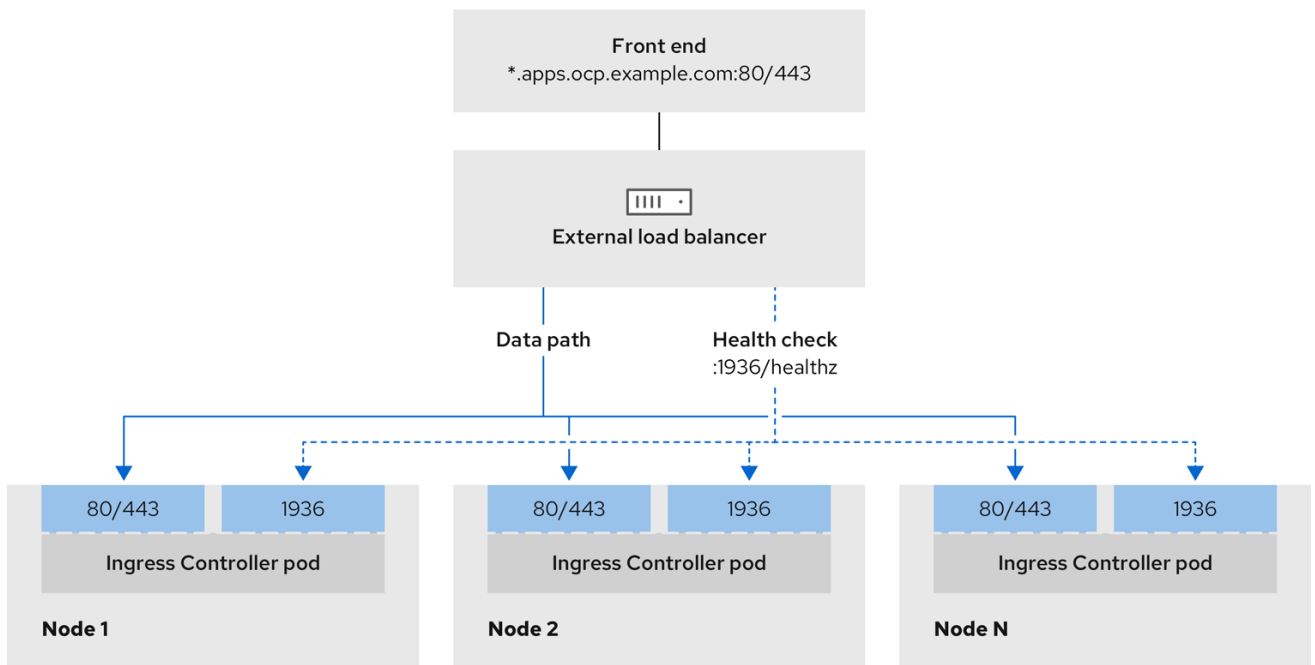 Front end
*.apps.ocp.example.com:80/443
External load balancer
Data path
Health check
:1936/healthz
80/443
1936
80/443
1936
80/443
1936
Ingress Controller pod
Ingress Controller pod
Ingress Controller pod
Node 1
Node 2
Node N